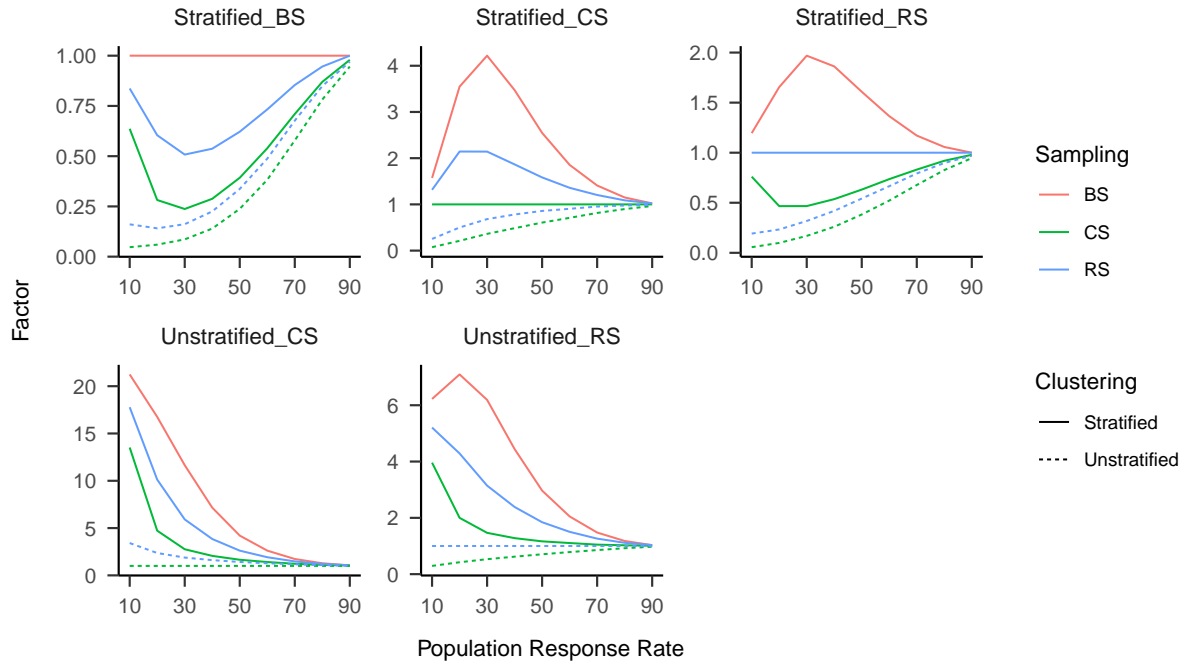 Stratified_BS
Stratified_CS
Stratified_RS
1.00
0.75
0.50
0.25
0.00
10 30 50 70 90
4
3
2
1
0
10 30 50 70 90
2.0
1.5
1.0
0.5
0.0
10 30 50 70 90
Factor
Unstratified_CS
Unstratified_RS
20
15
10
5
0
10 30 50 70 90
6
4
2
0
10 30 50 70 90
Population Response Rate
Sampling
BS
CS
RS
Clustering
Stratified
Unstratified